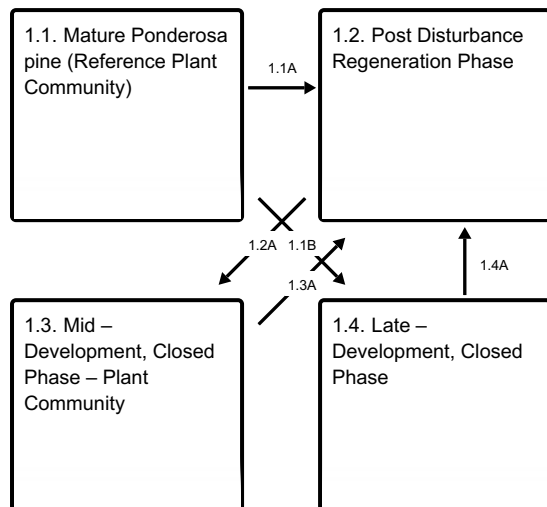 1.1. Mature Ponderosa
pine (Reference Plant
Community)
1.1A
1.2. Post Disturbance
Regeneration Phase
1.2A
1.1B
1.3A
1.4A
1.3. Mid –
Development, Closed
Phase – Plant
Community
1.4. Late –
Development, Closed
Phase